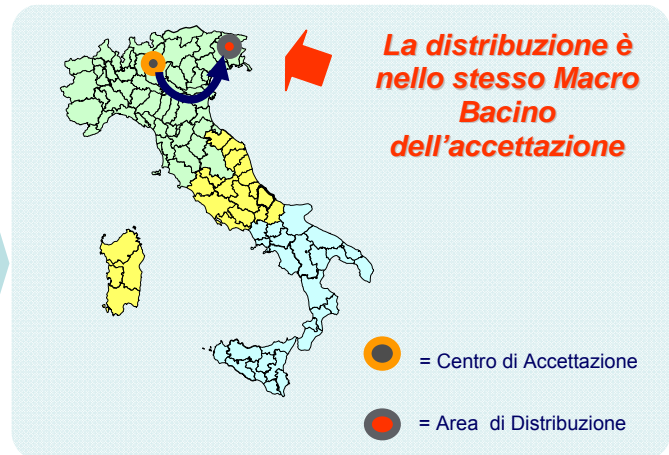 La distribuzione è
nello stesso Macro
Bacino
dell'accettazione
= Centro di Accettazione
= Area di Distribuzione